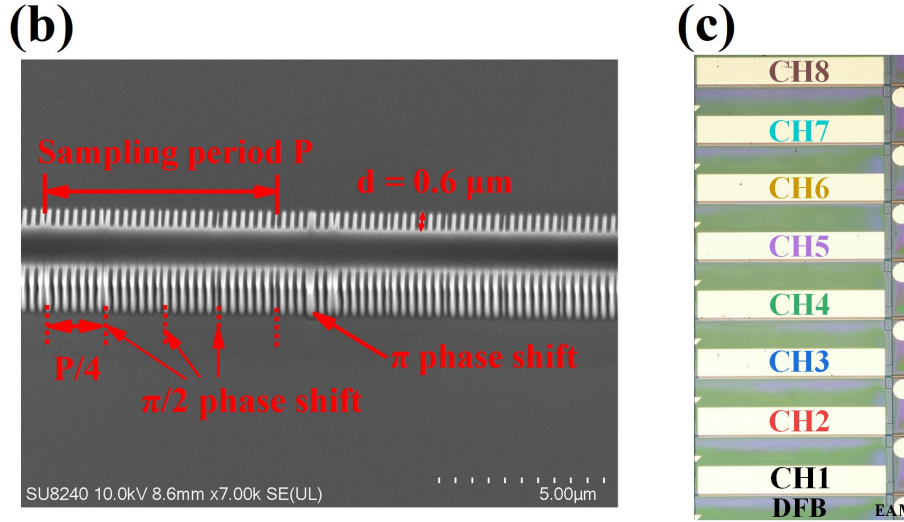 (b)
Sampling period P
d = 0.6 μm
P/4
π/2 phase shift
π phase shift
SU8240 10.0kV 8.6mm x7.00k SE(UL)
5.00μm
(c)
CH8
CH7
CH6
CH5
CH4
CH3
CH2
CH1
DFB
EAM